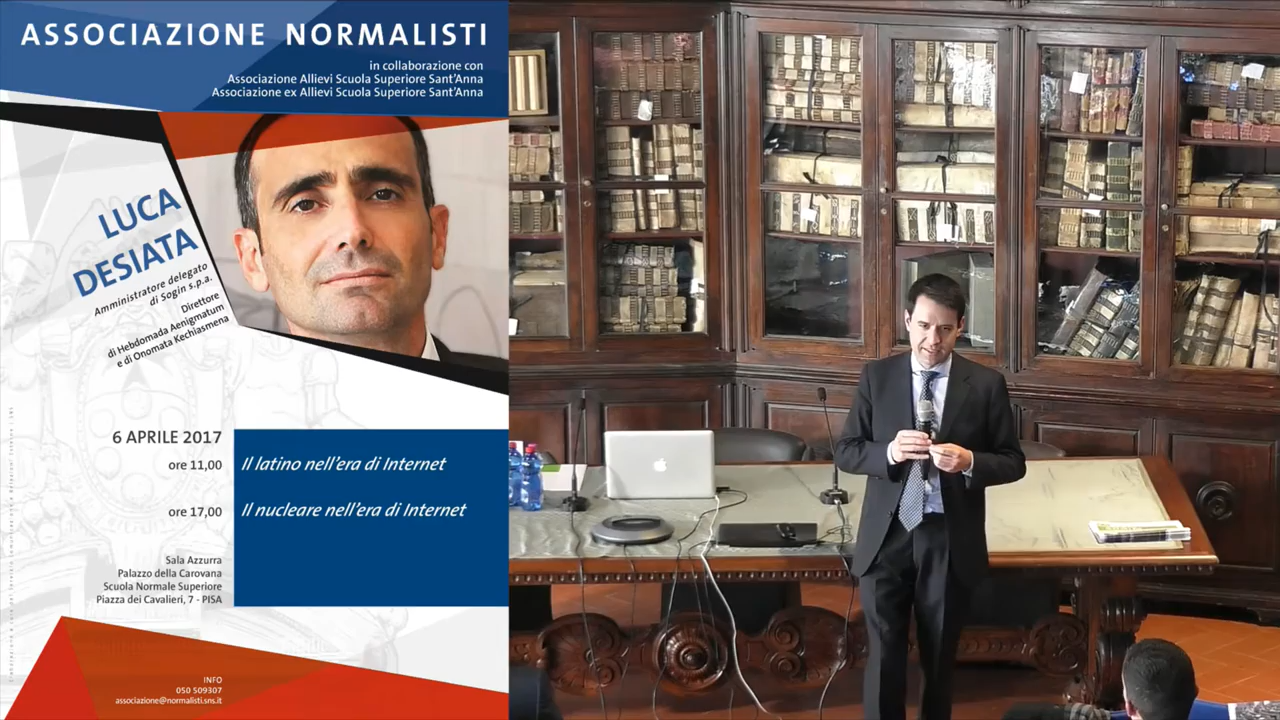 ASSOCIAZIONE NORMALISTI
in collaborazione con
Associazione Allievi Scuola Superiore Sant'Anna
Associazione ex Allievi Scuola Superiore Sant'Anna
LUCA
DESIATA
Amministratore delegato
di Sogin s.p.a.
Direttore
di Hebdomada Aenigmatum
e di Onomata Kechiasmena
6 APRILE 2017
ore 11,00
Il latino nell'era di Internet
ore 17,00
Il nucleare nell'era di Internet
Sala Azzurra
Palazzo della Carovana
Scuola Normale Superiore
Piazza dei Cavalieri, 7 - PISA
INFO
050 509307
associazione@normalisti.sns.it